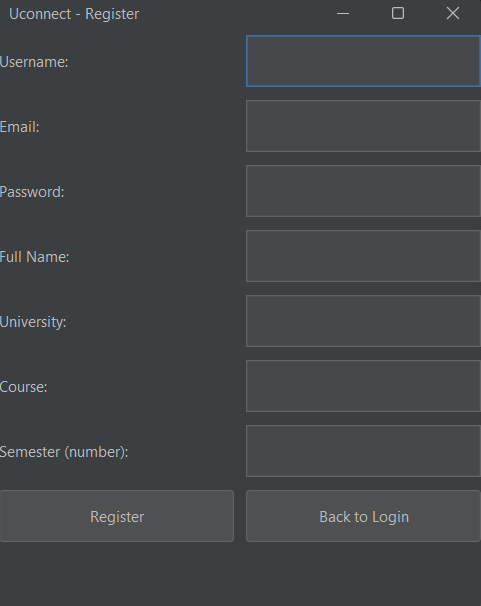 Uconnect - Register
Username:
Email:
Password:
Full Name:
University:
Course:
Semester (number):
Register Back to Login